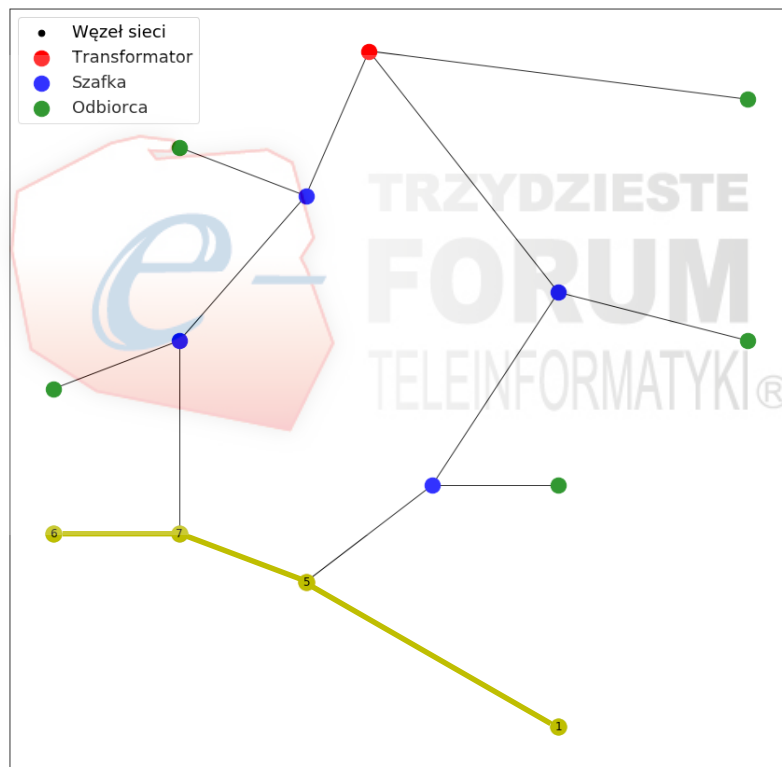 Węzeł sieci
Transformator
Szafka
Odbiorca
TRZYDZIESTE
FORUM
TELEINFORMATYKI®
e-
6
7
5
1